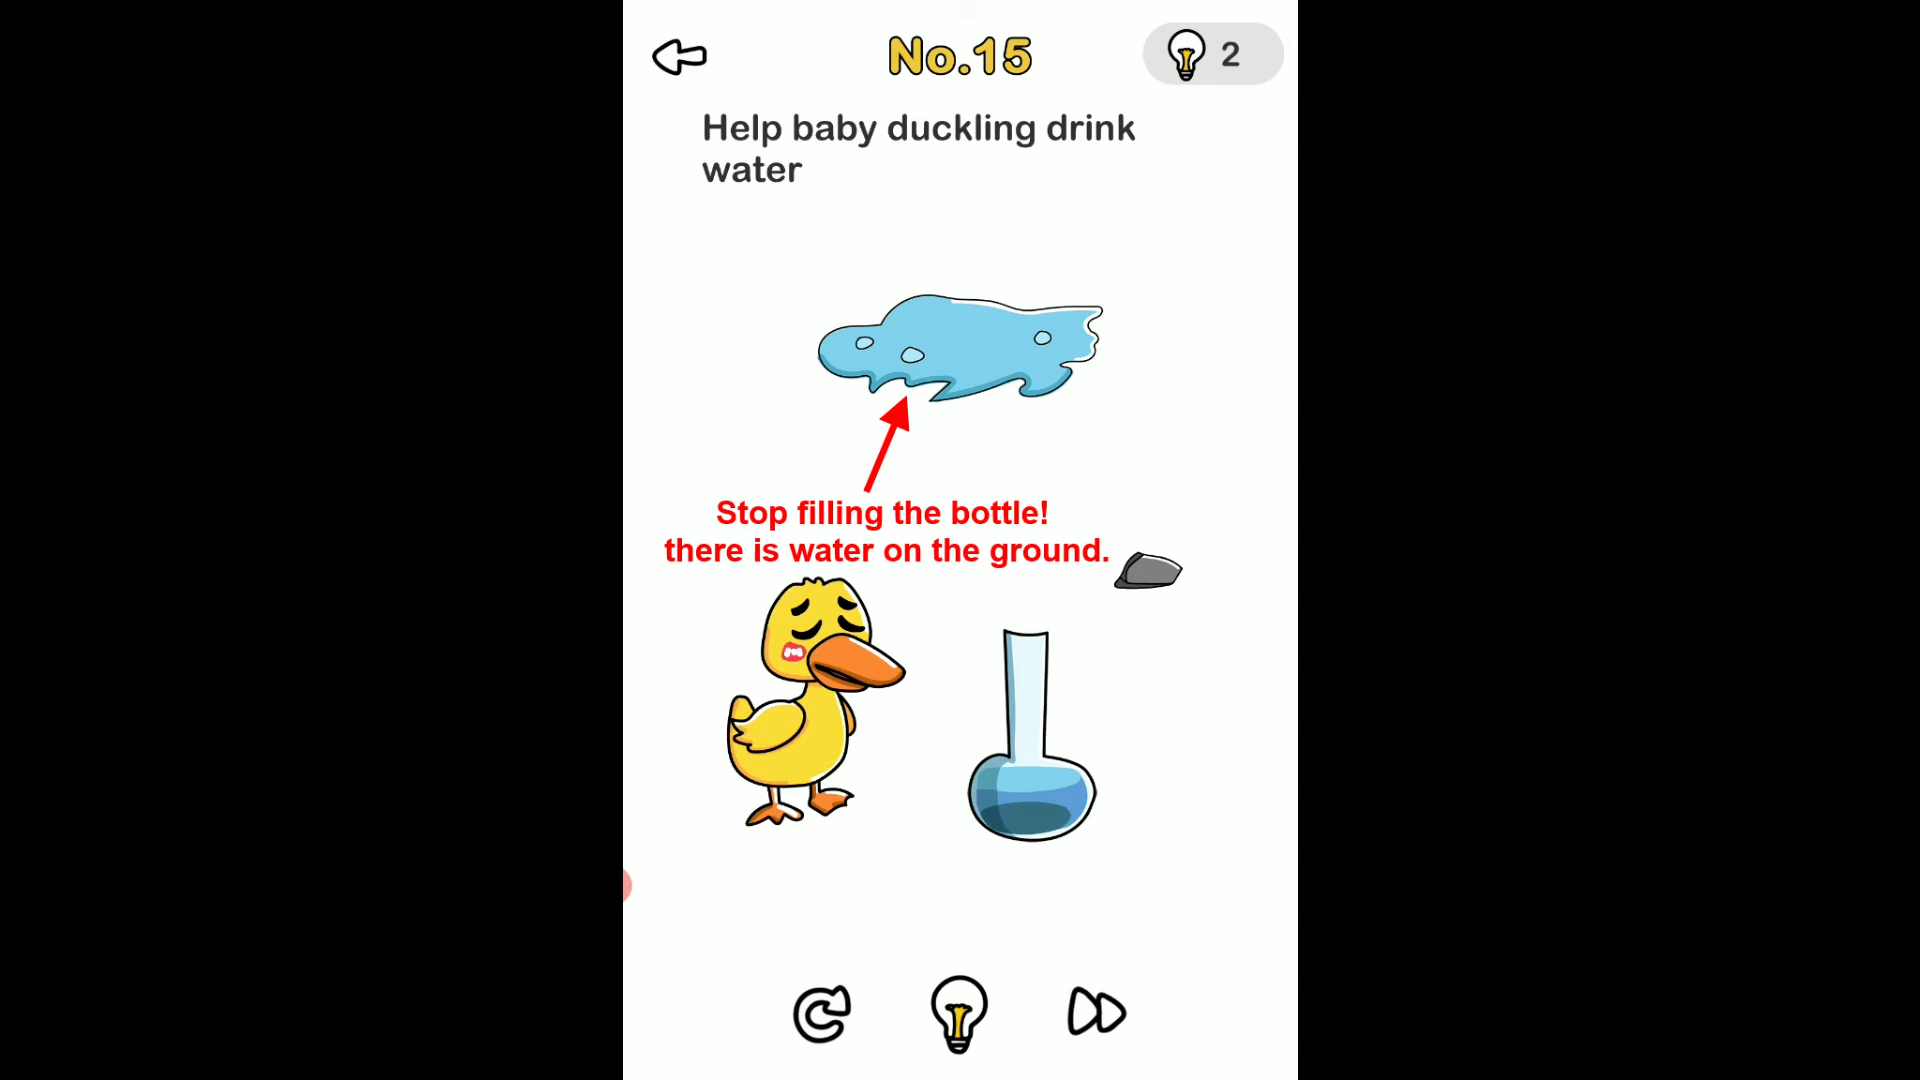 No.15
2
Help baby duckling drink
water
Stop filling the bottle!
there is water on the ground.